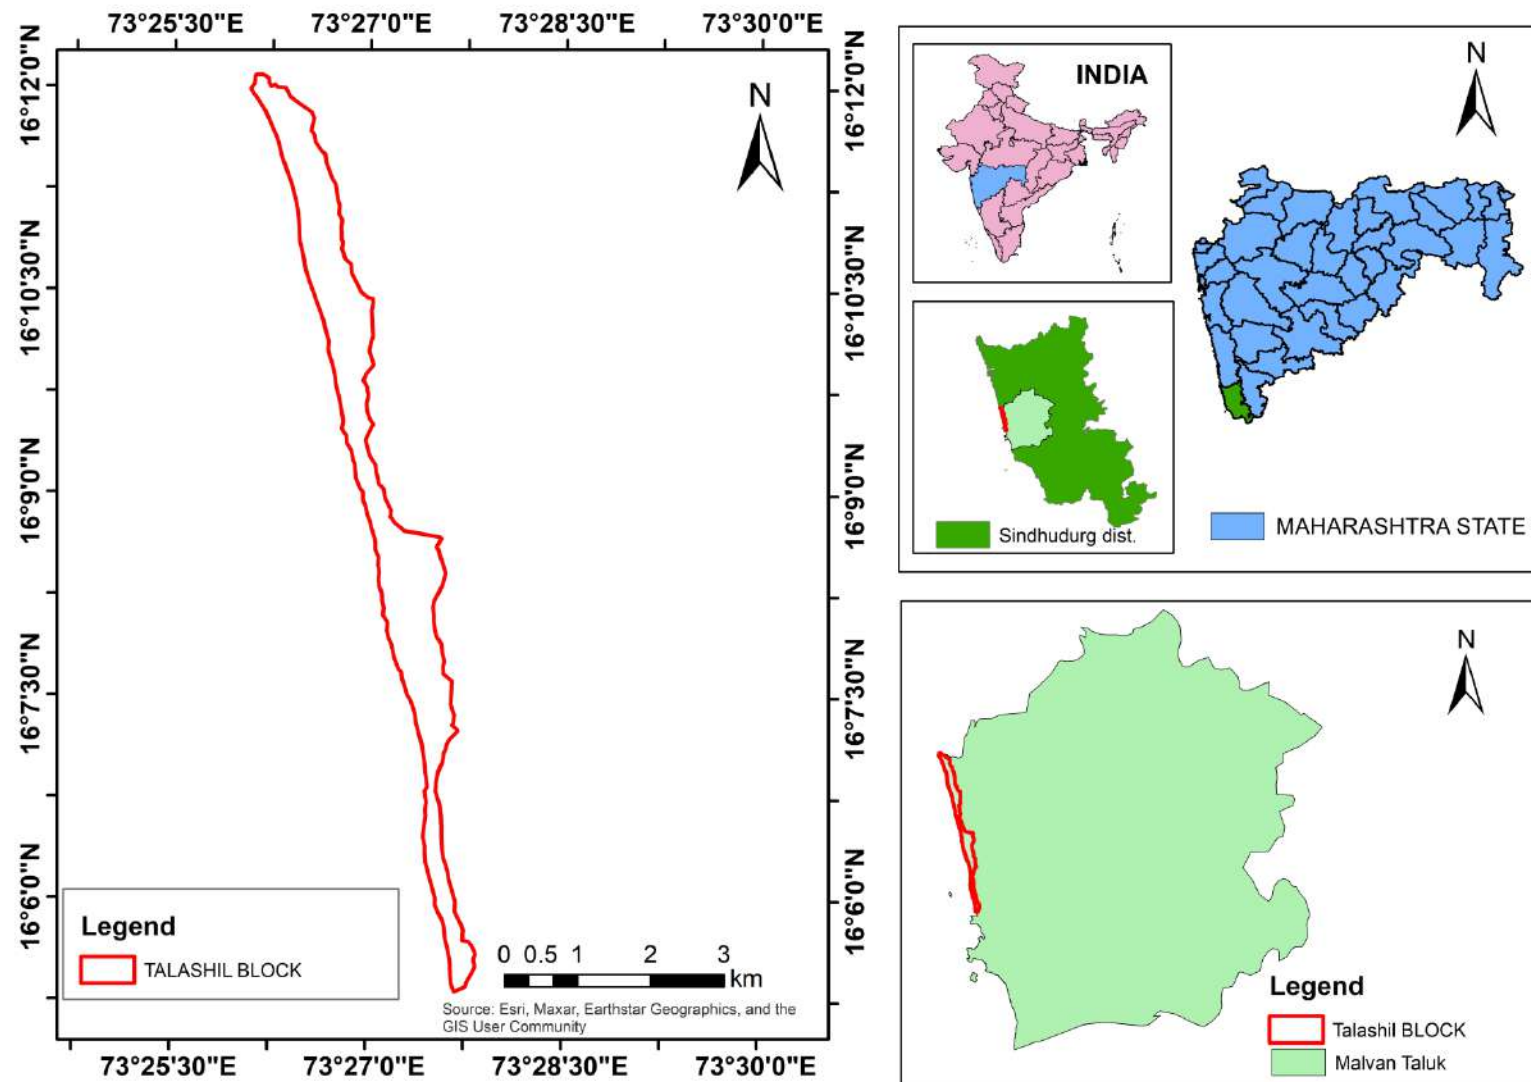 73°25'30"E 73°27'0"E 73°28'30"E 73°30'0"E
16°12'0"N
16°10'30"N
16°9'0"N
16°7'30"N
16°6'0"N
N
16°12'0"N
16°10'30"N
16°9'0"N
16°7'30"N
16°6'0"N
Legend
TALASHIL BLOCK
0 0.5 1 2 3
km
Source: Esri, Maxar, Earthstar Geographics, and the
GIS User Community
73°25'30"E 73°27'0"E 73°28'30"E 73°30'0"E
INDIA
N
Sindhudurg dist.
MAHARASHTRA STATE
N
Legend
Talashil BLOCK
Malvan Taluk